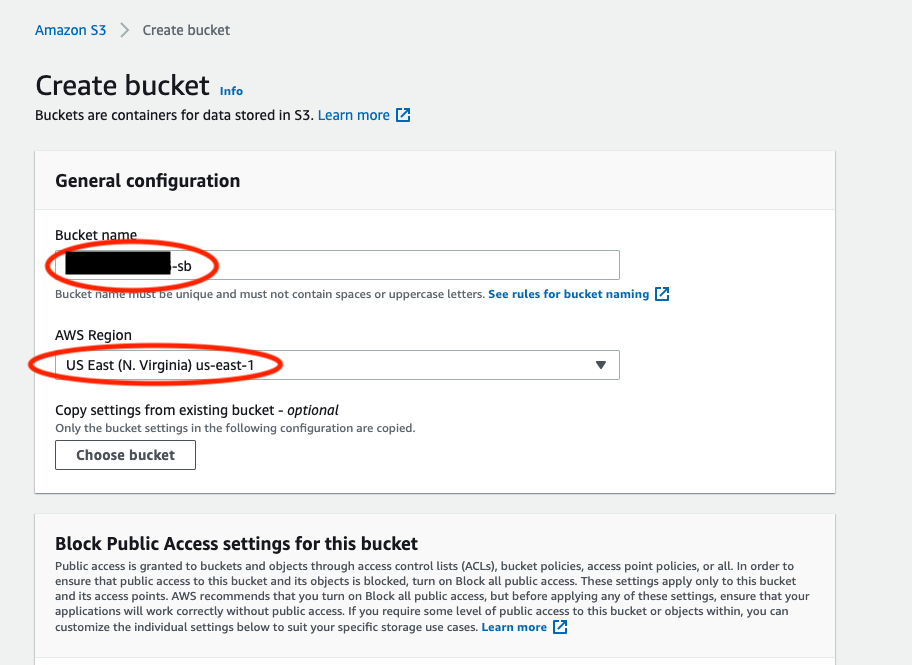 Amazon S3 > Create bucket
Create bucket Info
Buckets are containers for data stored in S3. Learn more
General configuration
Bucket name
-sb
Bucket name must be unique and must not contain spaces or uppercase letters. See rules for bucket naming
AWS Region
US East (N. Virginia) us-east-1
Copy settings from existing bucket - optional
Only the bucket settings in the following configuration are copied.
Choose bucket
Block Public Access settings for this bucket
Public access is granted to buckets and objects through access control lists (ACLs), bucket policies, access point policies, or all. In order to
ensure that public access to this bucket and its objects is blocked, turn on Block all public access. These settings apply only to this bucket
and its access points. AWS recommends that you turn on Block all public access, but before applying any of these settings, ensure that your
applications will work correctly without public access. If you require some level of public access to this bucket or objects within, you can
customize the individual settings below to suit your specific storage use cases. Learn more